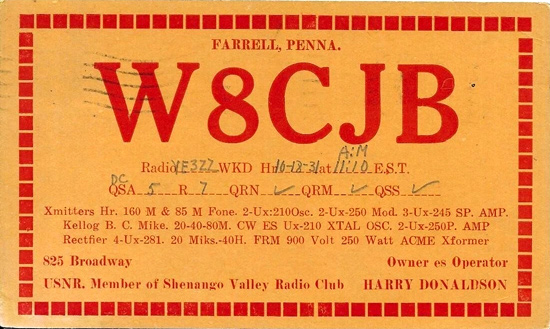 FARRELL, PENNA.
W8CJB
Radio VE3ZZ WKD Hr 10-12-31 at 11:10 A.M E.S.T.
DC QSA 5 R 7 QRN ✓ QRM ✓ QSS ✓
Xmitters Hr. 160 M & 85 M Fone. 2-Ux:210Osc. 2-Ux-250 Mod. 3-Ux-245 SP. AMP.
Kellog B. C. Mike. 20-40-80M. CW ES Ux-210 XTAL OSC. 2-Ux-250P. AMP
Rectfier 4-Ux-281. 20 Miks.-40H. FRM 900 Volt 250 Watt ACME Xformer
825 Broadway Owner es Operator
USNR. Member of Shenango Valley Radio Club HARRY DONALDSON